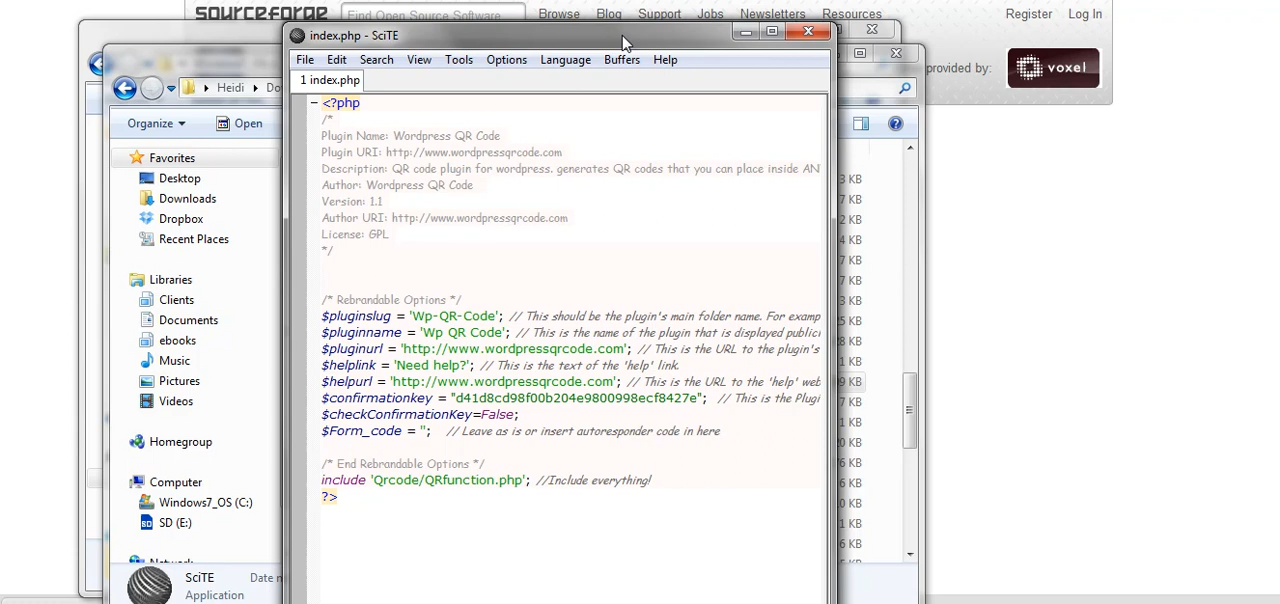 sourceforge
Find Open Source Software
Browse Blog Support Jobs Newsletters Resources
Register Log In
provided by: voxel
index.php - SciTE
File Edit Search View Tools Options Language Buffers Help
1 index.php
Heidi
Organize Open
Favorites
Desktop
Downloads
Dropbox
Recent Places
Libraries
Clients
Documents
ebooks
Music
Pictures
Videos
Homegroup
Computer
Windows7_OS (C:)
SD (E:)
Network
SciTE
Date
Application
<?php
/*
Plugin Name: Wordpress QR Code
Plugin URI: http://www.wordpressqrcode.com
Description: QR code plugin for wordpress. generates QR codes that you can place inside AN
Author: Wordpress QR Code
Version: 1.1
Author URI: http://www.wordpressqrcode.com
License: GPL
*/
/* Rebrandable Options */
$pluginslug = 'Wp-QR-Code'; // This should be the plugin's main folder name. For examp
$pluginname = 'Wp QR Code'; // This is the name of the plugin that is displayed public
$pluginurl = 'http://www.wordpressqrcode.com'; // This is the URL to the plugin's
$helplink = 'Need help?'; // This is the text of the 'help' link.
$helpurl = 'http://www.wordpressqrcode.com'; // This is the URL to the 'help' web
$confirmationkey = "d41d8cd98f00b204e9800998ecf8427e"; // This is the Plugi
$checkConfirmationKey=False;
$Form_code = ''; // Leave as is or insert autoresponder code in here
/* End Rebrandable Options */
include 'Qrcode/QRfunction.php'; //Include everything!
?>